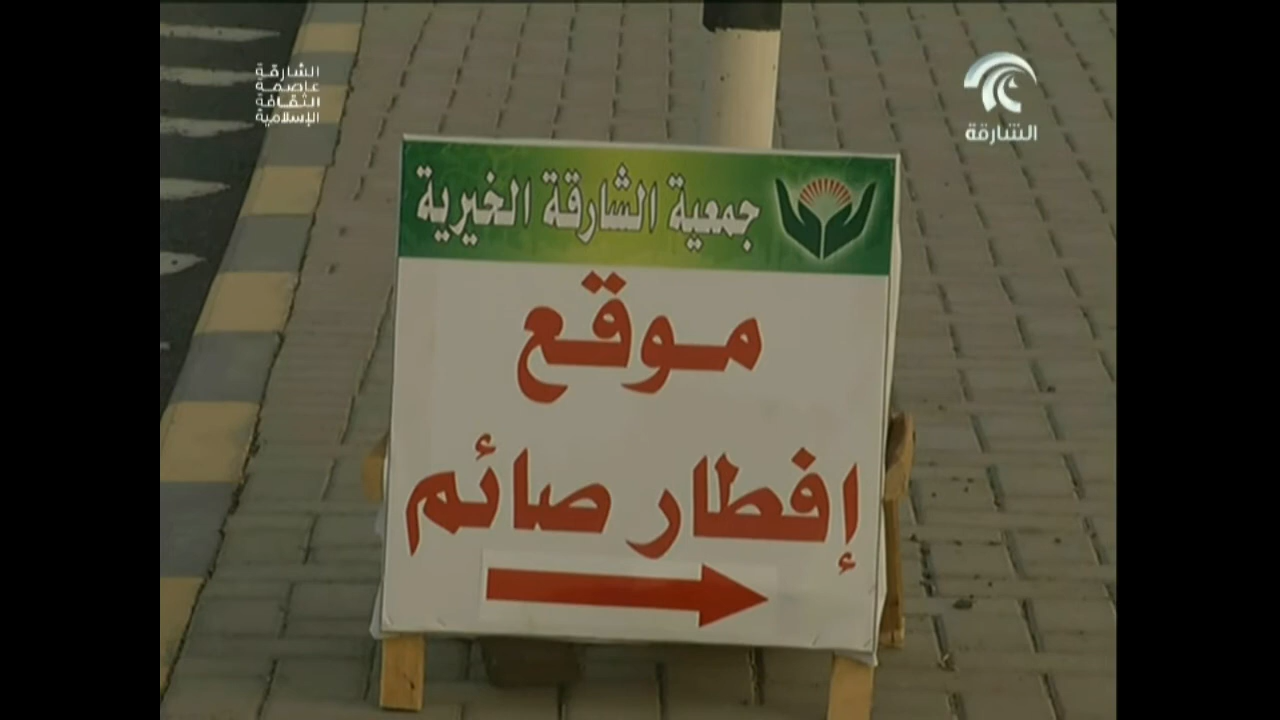 الشارقة
عاصمة
الثقافة
الإسلامية
الشارقة
جمعية الشارقة الخيرية
موقع
إفطار صائم